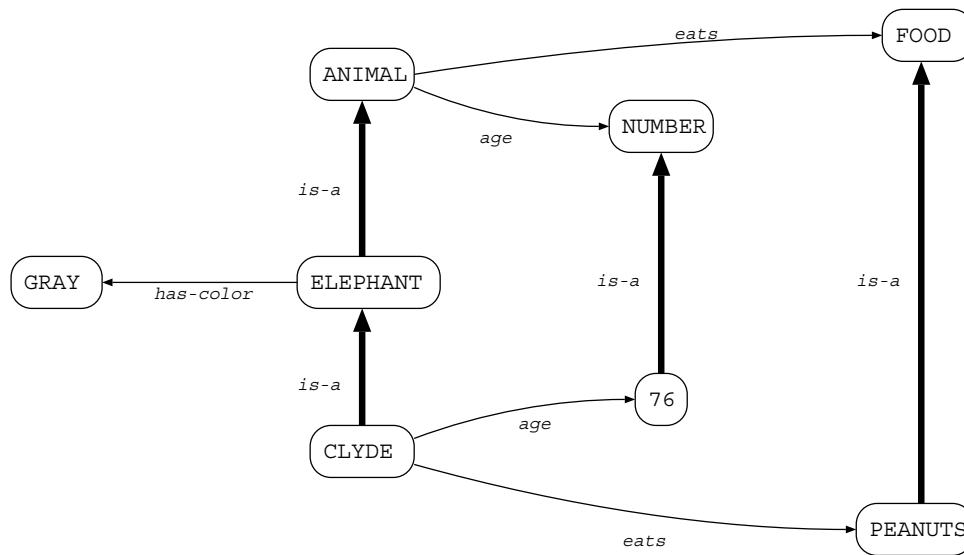 eats
FOOD
ANIMAL
NUMBER
age
is-a
GRAY
ELEPHANT
is-a
is-a
has-color
is-a
76
age
CLYDE
PEANUTS
eats